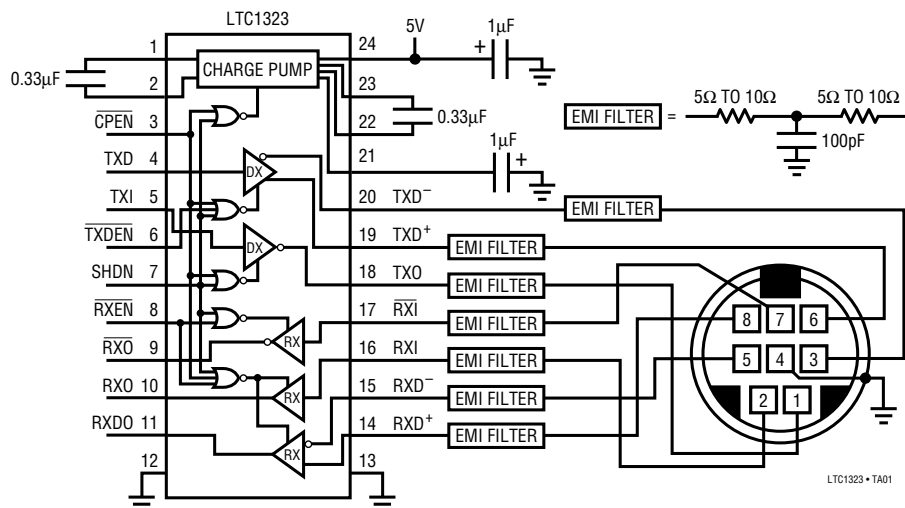 LTC1323
1
2
0.33µF
CHARGE PUMP
24
5V
1µF
+
23
22
0.33µF
CPEN
3
TXD
4
DX
21
1µF
+
TXI
5
20
TXD–
EMI FILTER
TXDEN
6
DX
19
TXD+
EMI FILTER
SHDN
7
18
TXO
EMI FILTER
RXEN
8
17
RXI
EMI FILTER
RXO
9
RX
16
RXI
EMI FILTER
RXO
10
RX
15
RXD–
EMI FILTER
RXDO
11
RX
14
RXD+
EMI FILTER
12
13
EMI FILTER
=
5Ω TO 10Ω
5Ω TO 10Ω
100pF
8
7
6
5
4
3
2
1
LTC1323 • TA01